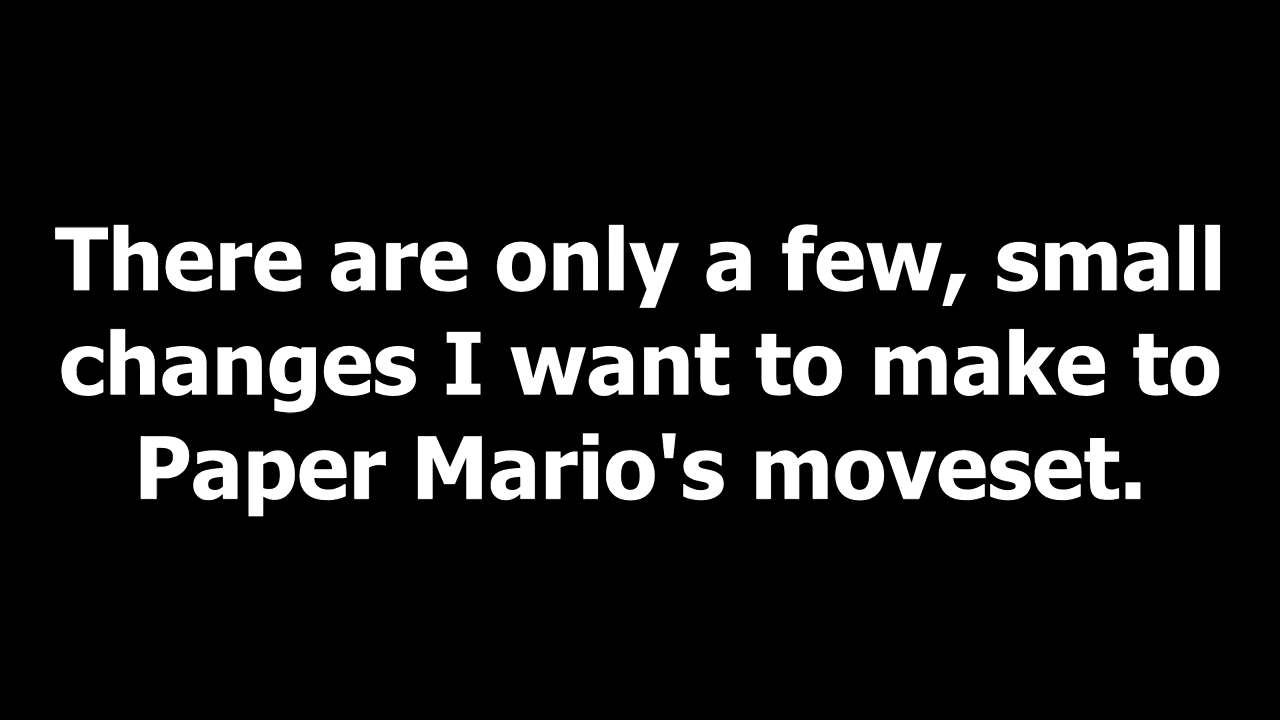 There are only a few, small
changes I want to make to
Paper Mario's moveset.